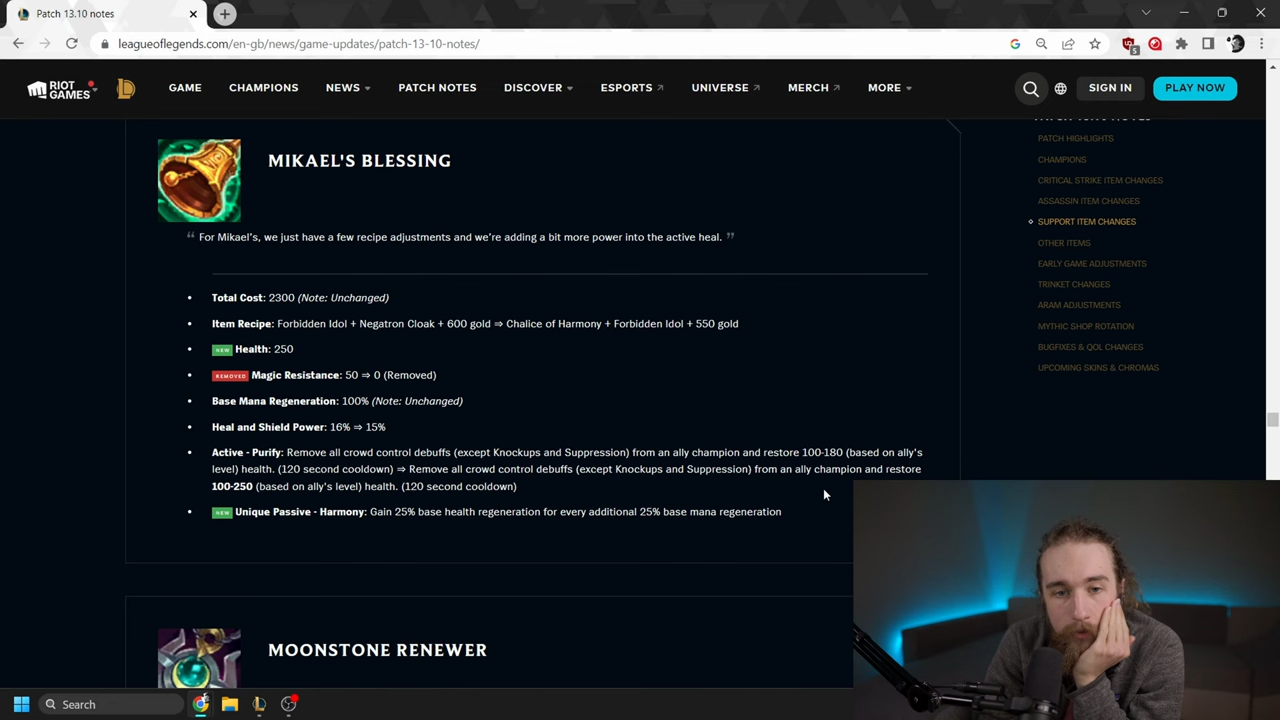 Patch 13.10 notes
leagueoflegends.com/en-gb/news/game-updates/patch-13-10-notes/
5
RIOT GAMES
GAME
CHAMPIONS
NEWS
PATCH NOTES
DISCOVER
ESPORTS
UNIVERSE
MERCH
MORE
SIGN IN
PLAY NOW
MIKAEL'S BLESSING
“ For Mikael's, we just have a few recipe adjustments and we're adding a bit more power into the active heal. ”
• Total Cost: 2300 (Note: Unchanged)
• Item Recipe: Forbidden Idol + Negatron Cloak + 600 gold ⇒ Chalice of Harmony + Forbidden Idol + 550 gold
• NEW Health: 250
• REMOVED Magic Resistance: 50 ⇒ 0 (Removed)
• Base Mana Regeneration: 100% (Note: Unchanged)
• Heal and Shield Power: 16% ⇒ 15%
• Active - Purify: Remove all crowd control debuffs (except Knockups and Suppression) from an ally champion and restore 100-180 (based on ally's
level) health. (120 second cooldown) ⇒ Remove all crowd control debuffs (except Knockups and Suppression) from an ally champion and restore
100-250 (based on ally's level) health. (120 second cooldown)
• NEW Unique Passive - Harmony: Gain 25% base health regeneration for every additional 25% base mana regeneration
MOONSTONE RENEWER
PATCH HIGHLIGHTS
CHAMPIONS
CRITICAL STRIKE ITEM CHANGES
ASSASSIN ITEM CHANGES
SUPPORT ITEM CHANGES
OTHER ITEMS
EARLY GAME ADJUSTMENTS
TRINKET CHANGES
ARAM ADJUSTMENTS
MYTHIC SHOP ROTATION
BUGFIXES & QOL CHANGES
UPCOMING SKINS & CHROMAS
Search